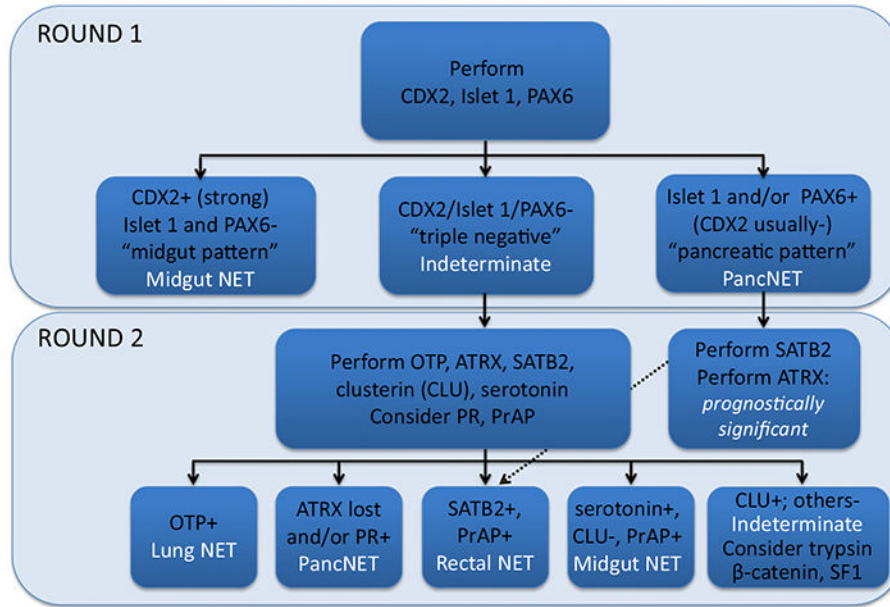 ROUND 1
Perform
CDX2, Islet 1, PAX6
CDX2+ (strong)
Islet 1 and PAX6-
“midgut pattern”
Midgut NET
CDX2/Islet 1/PAX6-
“triple negative”
Indeterminate
Islet 1 and/or PAX6+
(CDX2 usually-)
“pancreatic pattern”
PancNET
ROUND 2
Perform OTP, ATRX, SATB2,
clusterin (CLU), serotonin
Consider PR, PrAP
Perform SATB2
Perform ATRX:
prognostically
significant
OTP+
Lung NET
ATRX lost
and/or PR+
PancNET
SATB2+,
PrAP+
Rectal NET
serotonin+,
CLU-, PrAP+
Midgut NET
CLU+; others-
Indeterminate
Consider trypsin
β-catenin, SF1